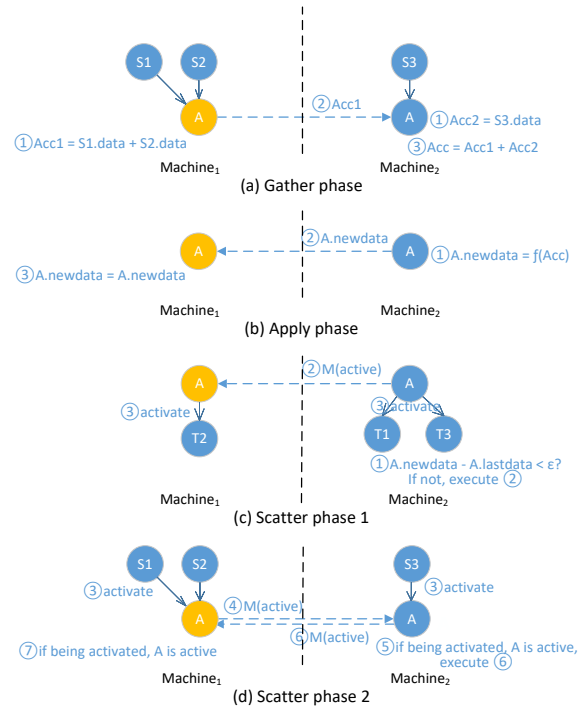 S1 S2 S3
A ②Acc1 A ①Acc2 = S3.data
①Acc1 = S1.data + S2.data ③Acc = Acc1 + Acc2
Machine₁ Machine₂
(a) Gather phase
②A.newdata
A A ①A.newdata = ƒ(Acc)
③A.newdata = A.newdata
Machine₁ Machine₂
(b) Apply phase
②M(active)
A A
③activate ③activate
T2 T1 T3
①A.newdata - A.lastdata < ε?
If not, execute ②
Machine₁ Machine₂
(c) Scatter phase 1
S1 S2 S3
③activate ③activate
④M(active)
A A
⑥M(active)
⑦if being activated, A is active ⑤if being activated, A is active,
execute ⑥
Machine₁ Machine₂
(d) Scatter phase 2